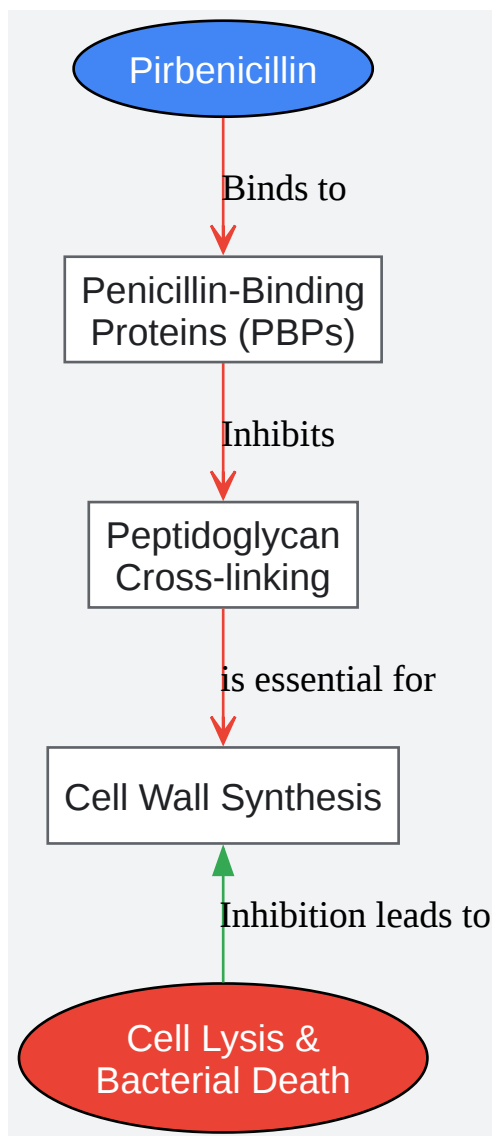 Pirbenicillin
Binds to
Penicillin-Binding
Proteins (PBPs)
Inhibits
Peptidoglycan
Cross-linking
is essential for
Cell Wall Synthesis
Inhibition leads to
Cell Lysis &
Bacterial Death